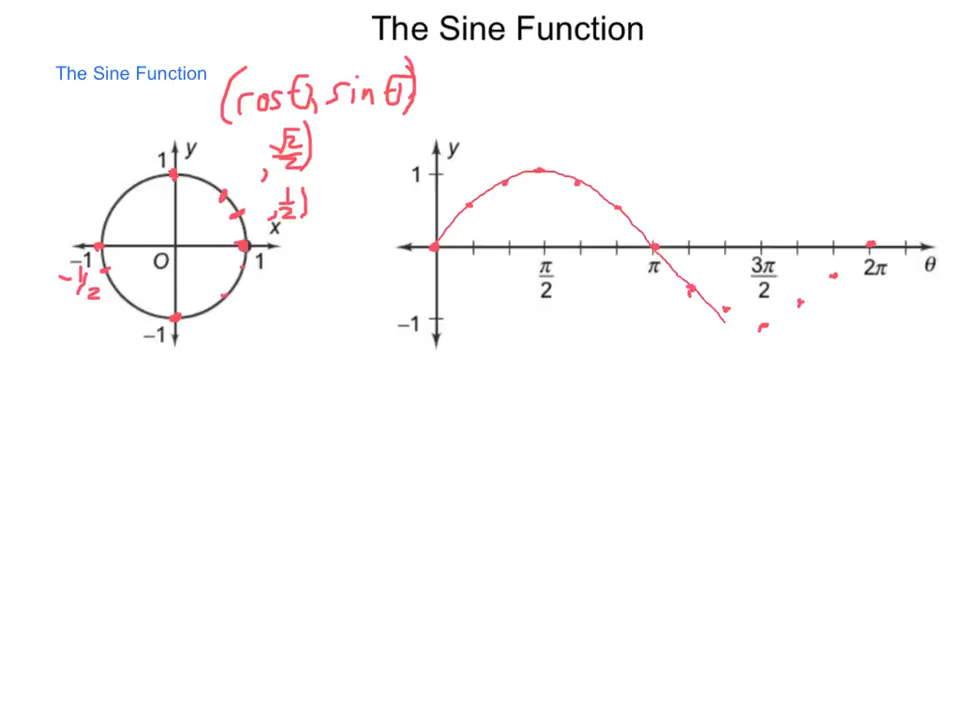 The Sine Function
The Sine Function
(cos θ, sin θ)
1 y
, √2/2)
, 1/2)
x
-1 O 1
-1/2
-1
y
1
π/2 π 3π/2 2π θ
-1